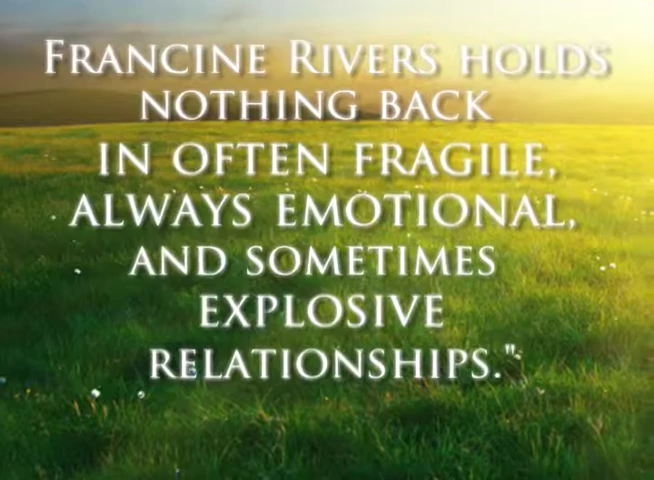 FRANCINE RIVERS HOLDS
NOTHING BACK
IN OFTEN FRAGILE,
ALWAYS EMOTIONAL,
AND SOMETIMES
EXPLOSIVE
RELATIONSHIPS."